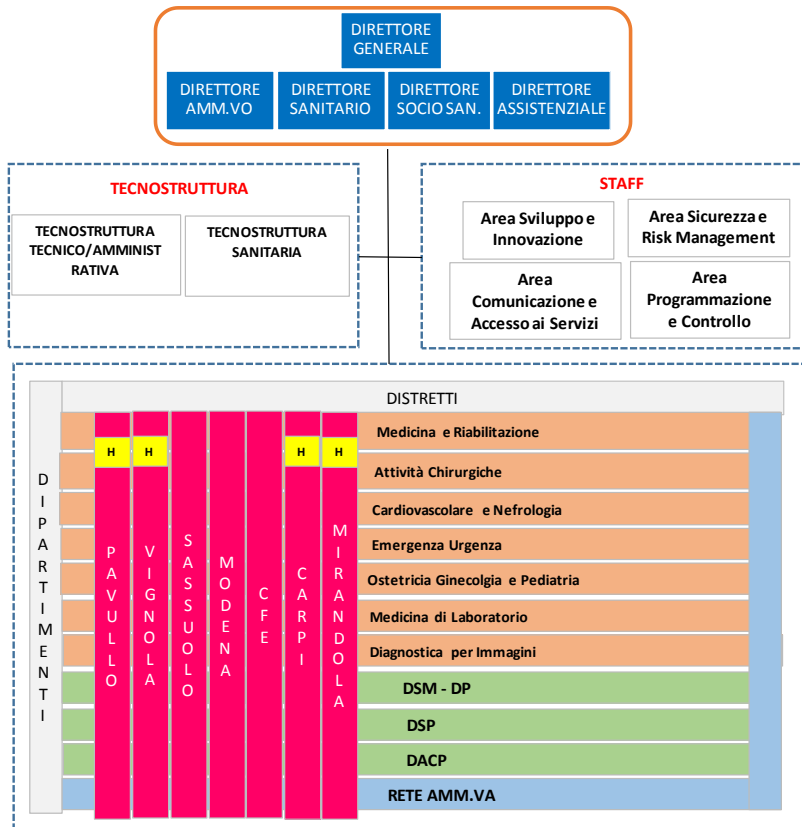 DIRETTORE
GENERALE
DIRETTORE
AMM.VO
DIRETTORE
SANITARIO
DIRETTORE
SOCIO SAN.
DIRETTORE
ASSISTENZIALE
TECNOSTRUTTURA
TECNOSTRUTTURA
TECNICO/AMMINIST
RATIVA
TECNOSTRUTTURA
SANITARIA
STAFF
Area Sviluppo e
Innovazione
Area Sicurezza e
Risk Management
Area
Comunicazione e
Accesso ai Servizi
Area
Programmazione
e Controllo
DISTRETTI
DIPARTIMENTI
H
H
H
H
PAVULLO
VIGNOLA
SASSUOLO
MODENA
CFE
CARPI
MIRANDOLA
Medicina e Riabilitazione
Attività Chirurgiche
Cardiovascolare e Nefrologia
Emergenza Urgenza
Ostetricia Ginecolgia e Pediatria
Medicina di Laboratorio
Diagnostica per Immagini
DSM - DP
DSP
DACP
RETE AMM.VA